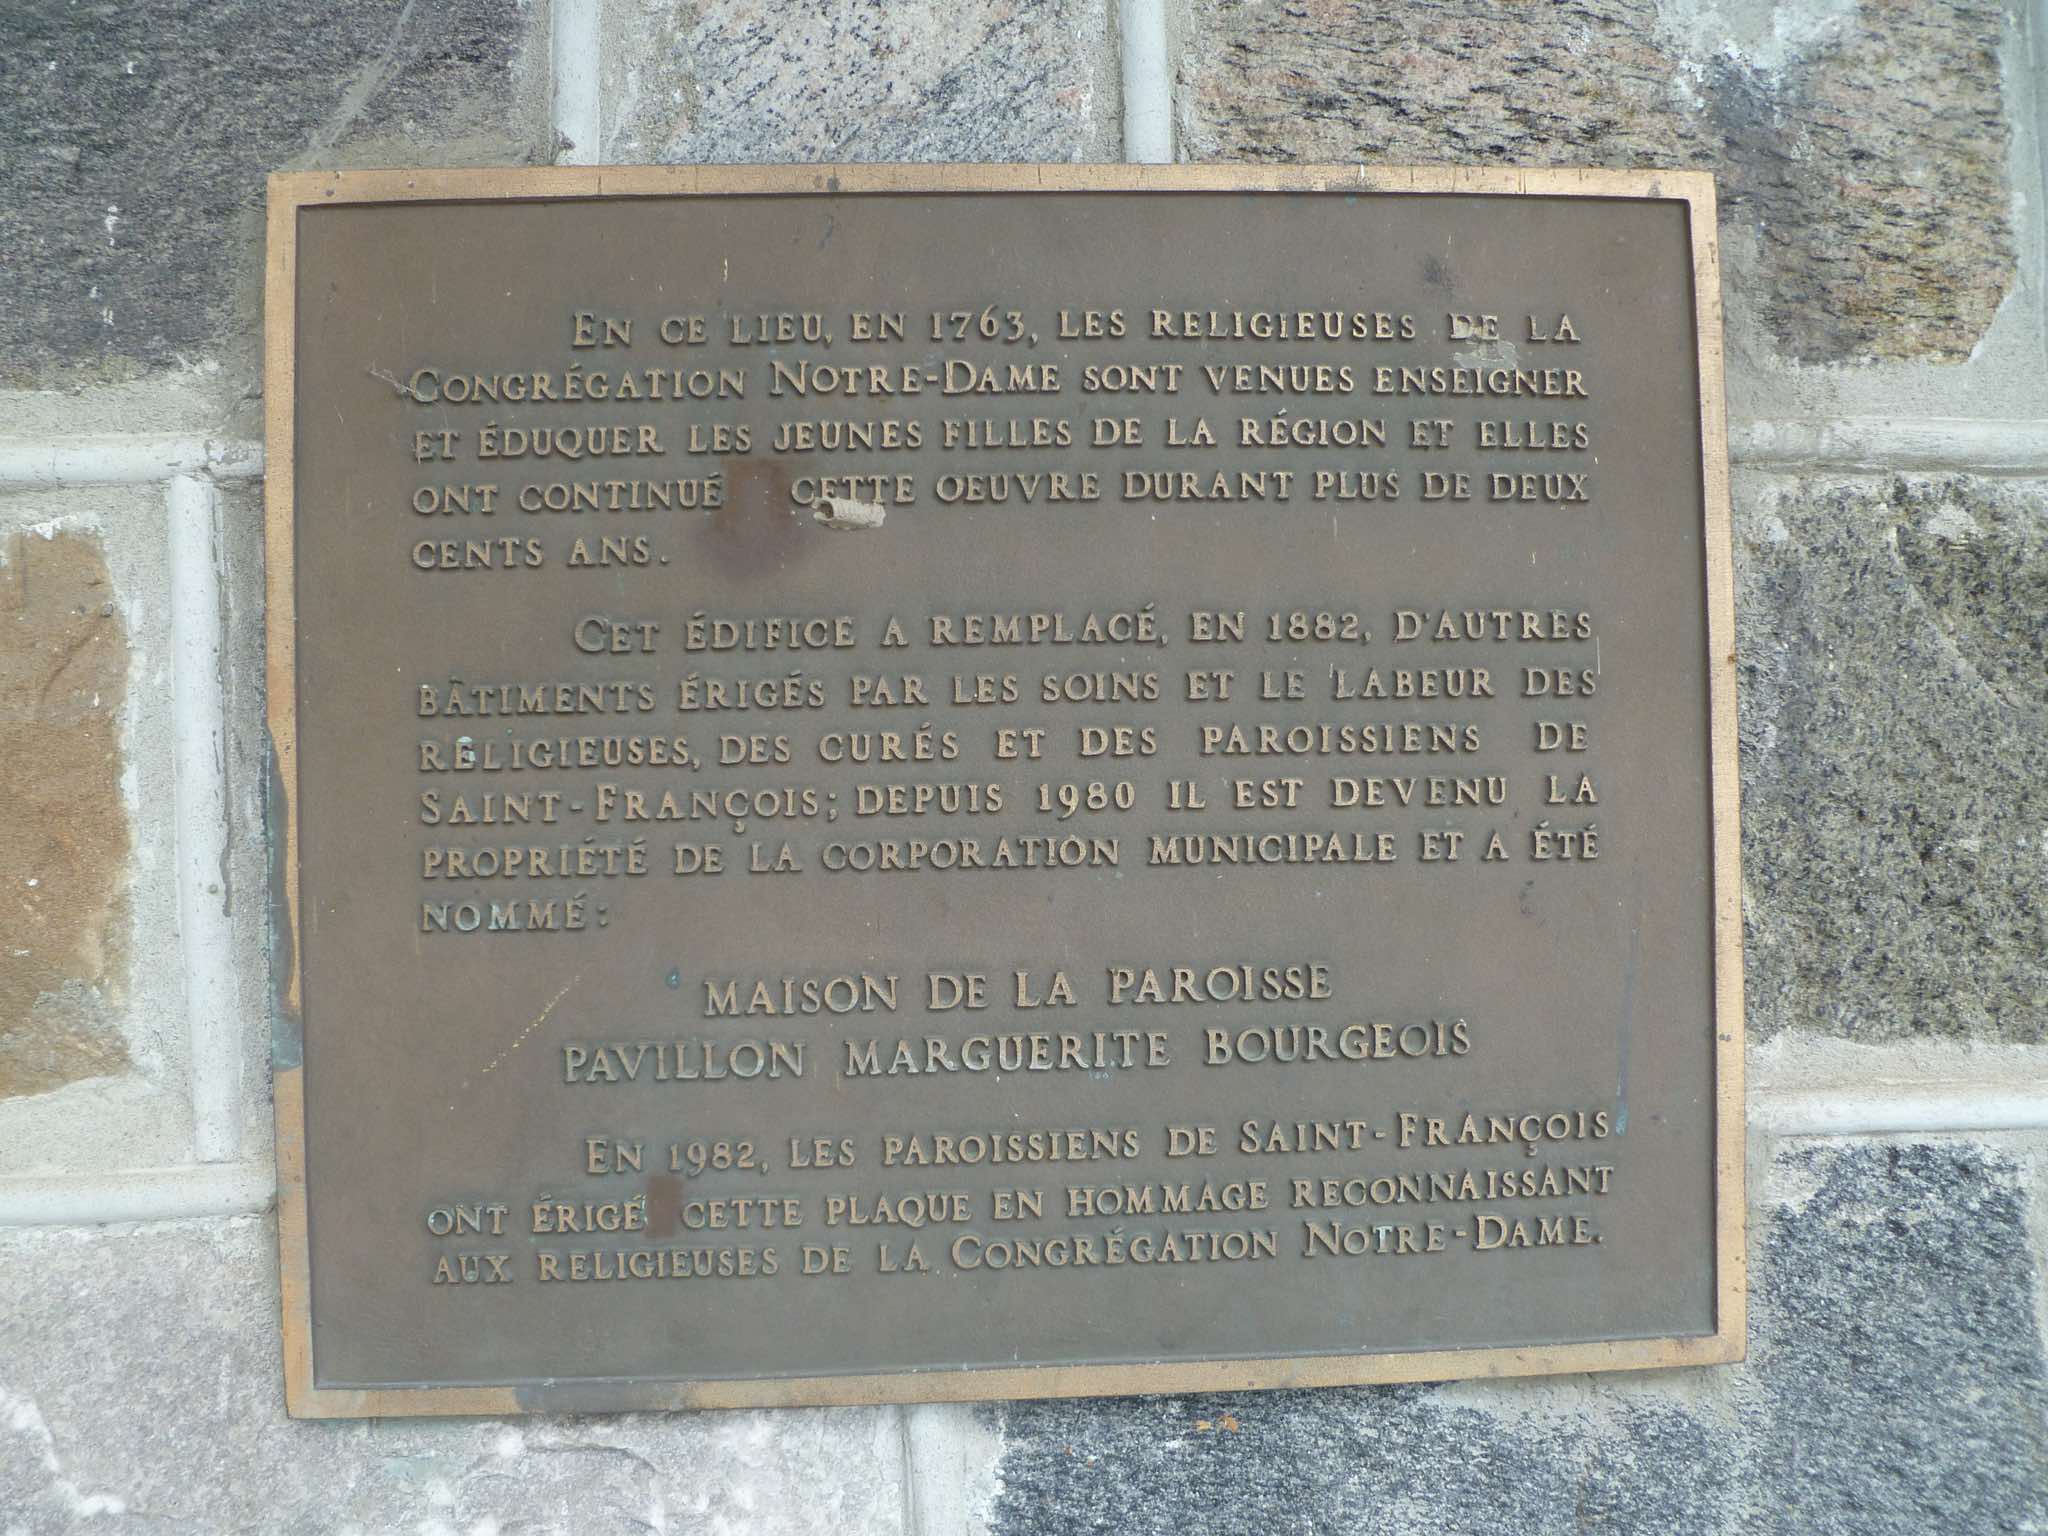 En ce lieu, en 1763, les religieuses de la
Congrégation Notre-Dame sont venues enseigner
et éduquer les jeunes filles de la région et elles
ont continué cette oeuvre durant plus de deux
cents ans.
Cet édifice a remplacé, en 1882, d'autres
bâtiments érigés par les soins et le labeur des
religieuses, des curés et des paroissiens de
Saint-François; depuis 1980 il est devenu la
propriété de la corporation municipale et a été
nommé:
MAISON DE LA PAROISSE
PAVILLON MARGUERITE BOURGEOIS
En 1982, les paroissiens de Saint-François
ont érigé cette plaque en hommage reconnaissant
aux religieuses de la Congrégation Notre-Dame.